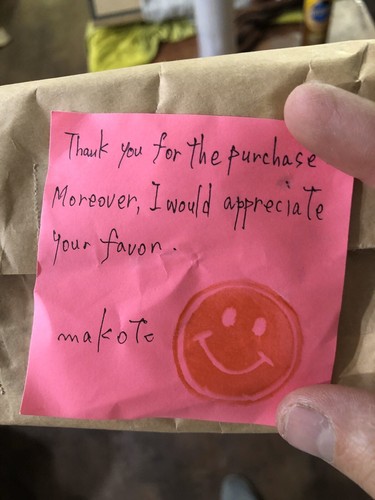 Thank you for the purchase
Moreover, I would appreciate
your favor.
makoto